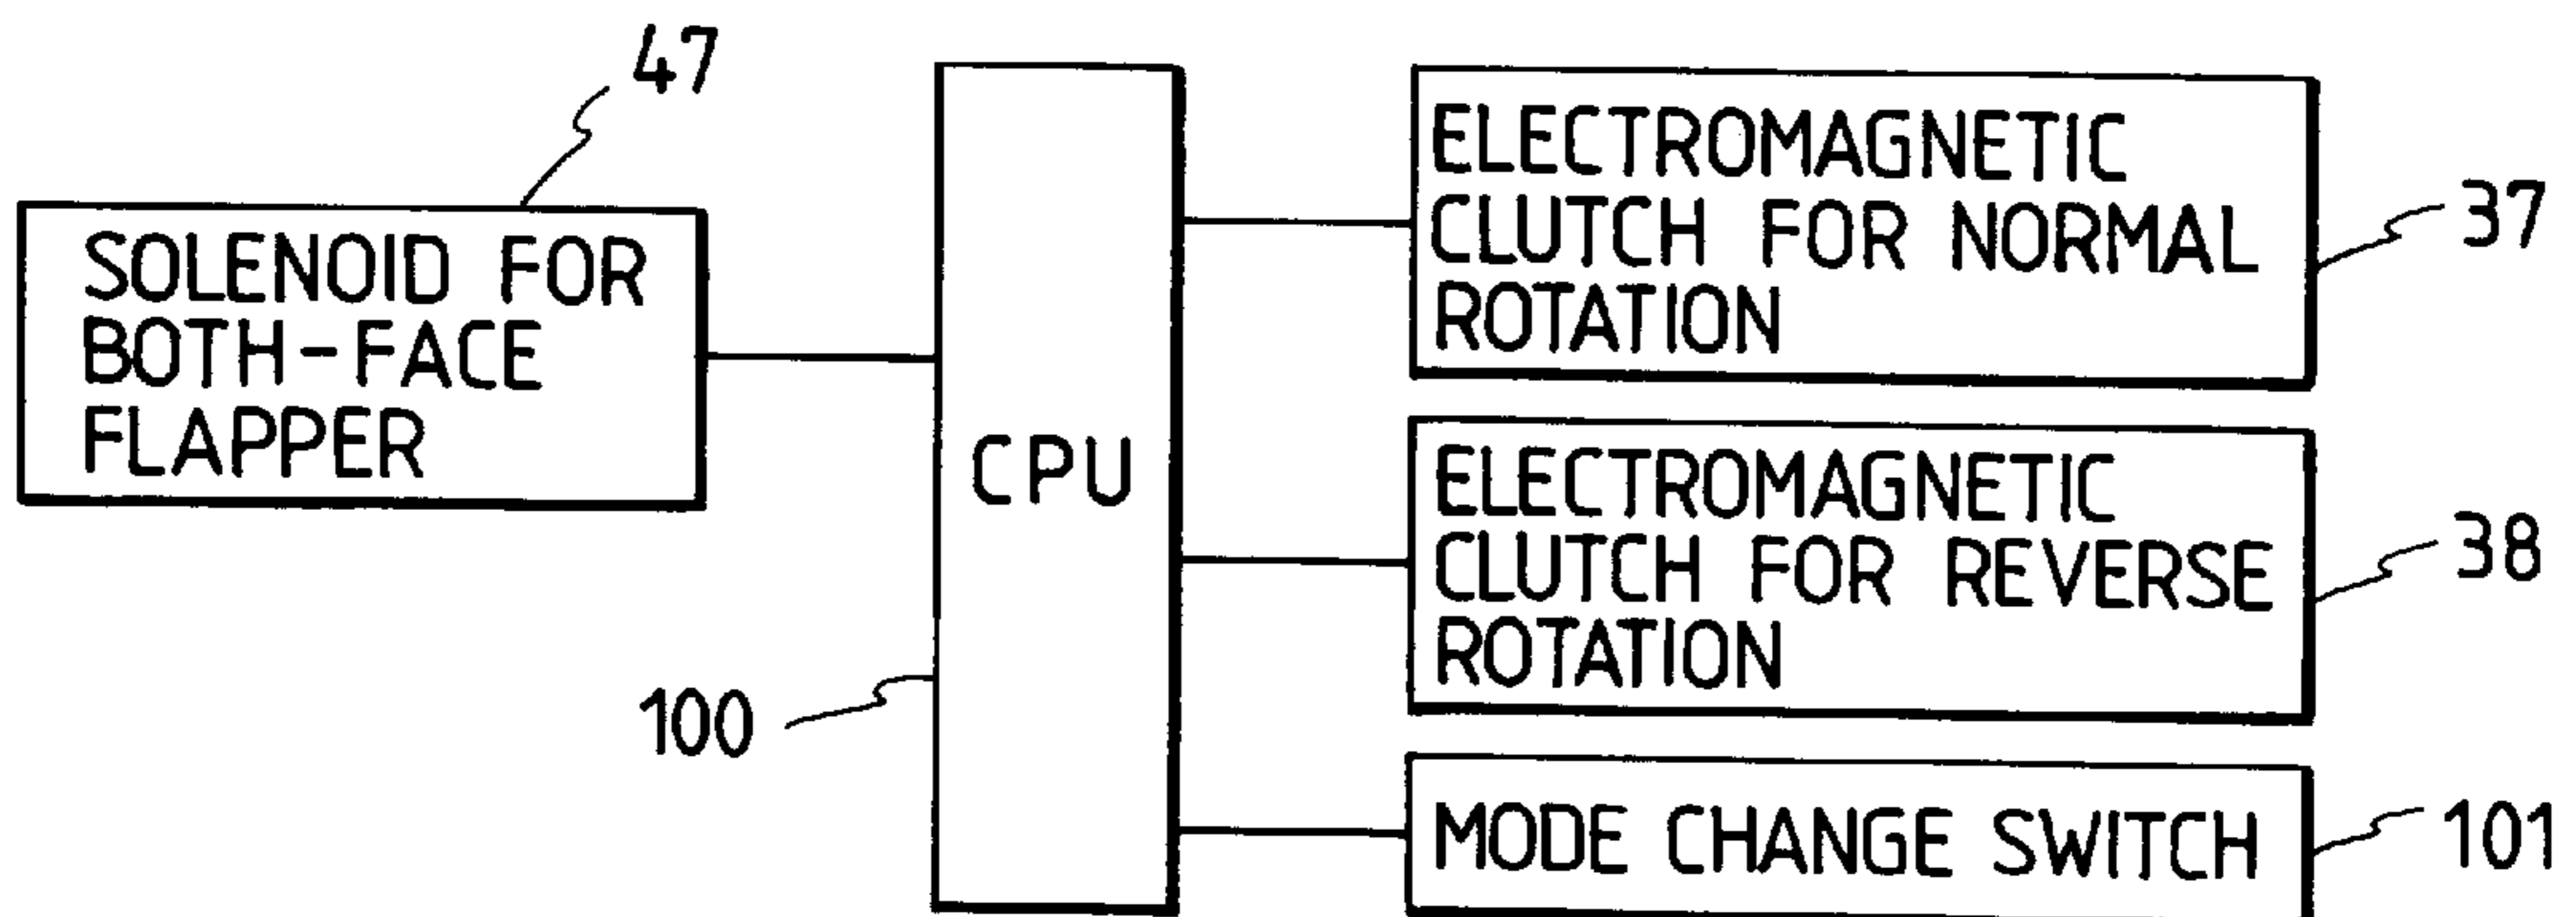 47
SOLENOID FOR
BOTH-FACE
FLAPPER
CPU
100
ELECTROMAGNETIC
CLUTCH FOR NORMAL
ROTATION
37
ELECTROMAGNETIC
CLUTCH FOR REVERSE
ROTATION
38
MODE CHANGE SWITCH
101